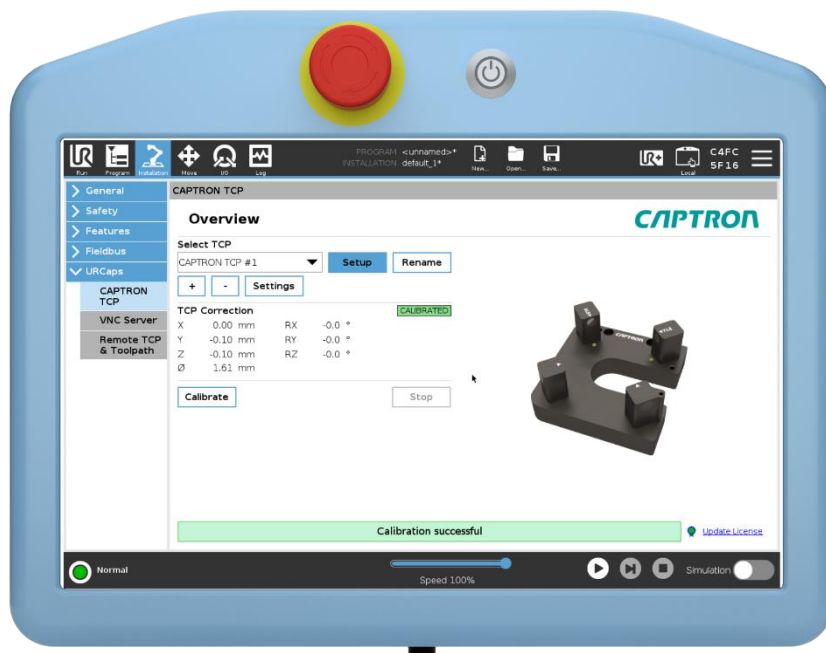 UR
PROGRAM <unnamed>*
INSTALLATION default_1*
Run Program Installation Move I/O Log New... Open... Save... Local
C4FC
5F16
General
Safety
Features
Fieldbus
URCaps
CAPTRON
TCP
VNC Server
Remote TCP
& Toolpath
CAPTRON TCP
Overview
CAPTRON
Select TCP
CAPTRON TCP #1
Setup
Rename
+ - Settings
TCP Correction CALIBRATED
X 0.00 mm RX -0.0 °
Y -0.10 mm RY -0.0 °
Z -0.10 mm RZ -0.0 °
Ø 1.61 mm
Calibrate Stop
CAPTRON
Calibration successful
Update License
Normal
Speed 100%
Simulation